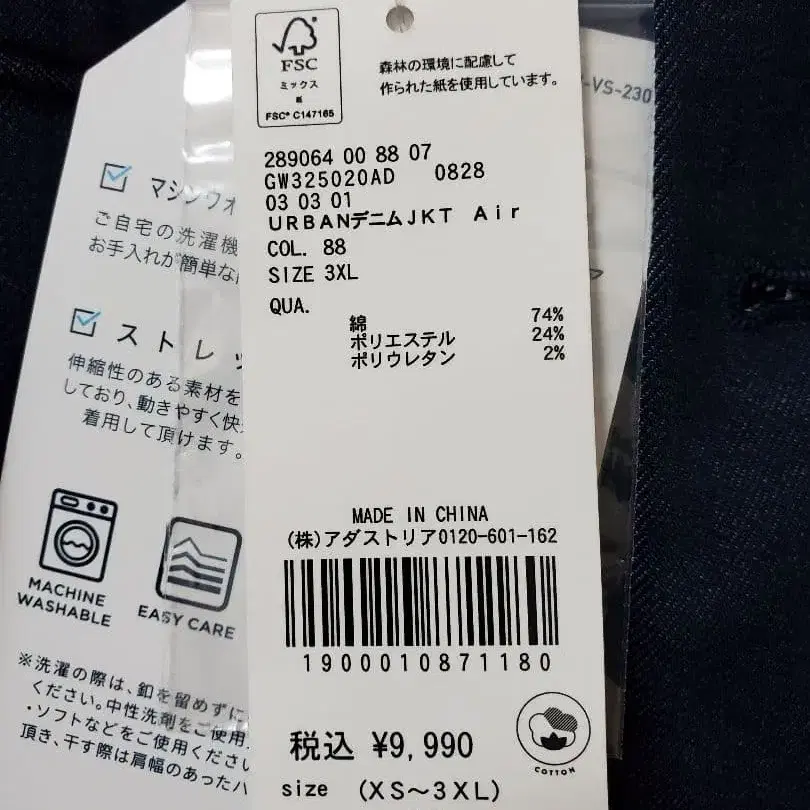 FSC
ミックス
紙
FSC® C147165
森林の環境に配慮して
作られた紙を使用しています。
-VS-230
289064 00 88 07
GW325020AD 0828
03 03 01
URBANデニムJKT Air
COL. 88
SIZE 3XL
QUA.
綿 74%
ポリエステル 24%
ポリウレタン 2%
MADE IN CHINA
(株)アダストリア0120-601-162
1900010871180
税込 ¥9,990
size (XS~3XL)
COTTON
マシンウォ
ご自宅の洗濯機
お手入れが簡単な
ストレッ
伸縮性のある素材を
しており、動きやすく快
着用して頂けます。
MACHINE
WASHABLE
EASY CARE
※洗濯の際は、釦を留めずに
ください。中性洗剤をご使用
・ソフトなどをご使用ください
頂き、干す際は肩幅のあったハ